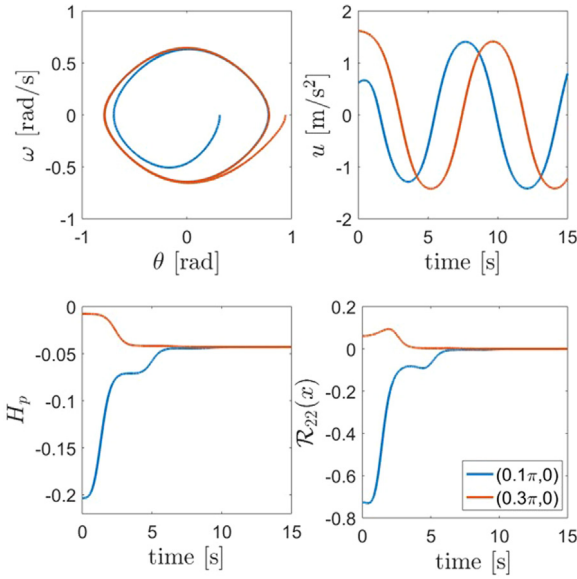 1
0.5
0
-0.5
-1
ω [rad/s]
-1 0 1
θ [rad]
2
1
0
-1
-2
u [m/s²]
0 5 10 15
time [s]
0
-0.05
-0.1
-0.15
-0.2
H_p
0 5 10 15
time [s]
0.2
0
-0.2
-0.4
-0.6
-0.8
ℛ₂₂(x)
(0.1π,0)
(0.3π,0)
0 5 10 15
time [s]